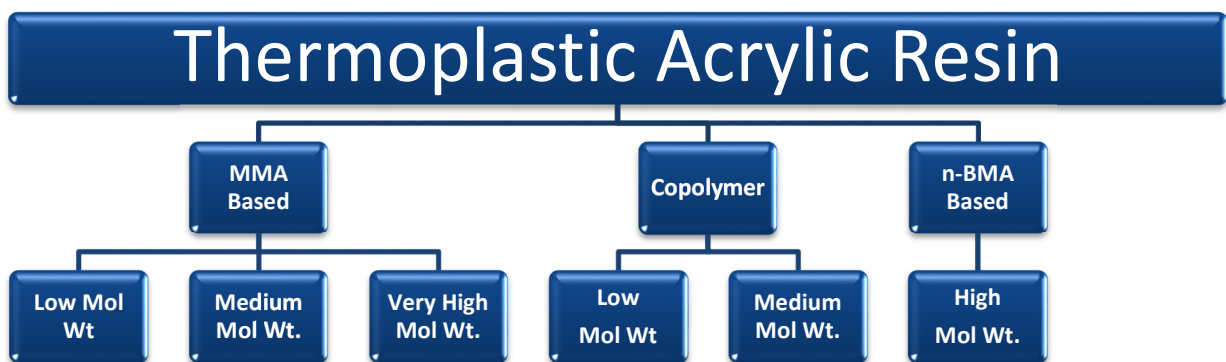 Thermoplastic Acrylic Resin
MMA
Based
Copolymer
n-BMA
Based
Low Mol
Wt
Medium
Mol Wt.
Very High
Mol Wt.
Low
Mol Wt
Medium
Mol Wt.
High
Mol Wt.